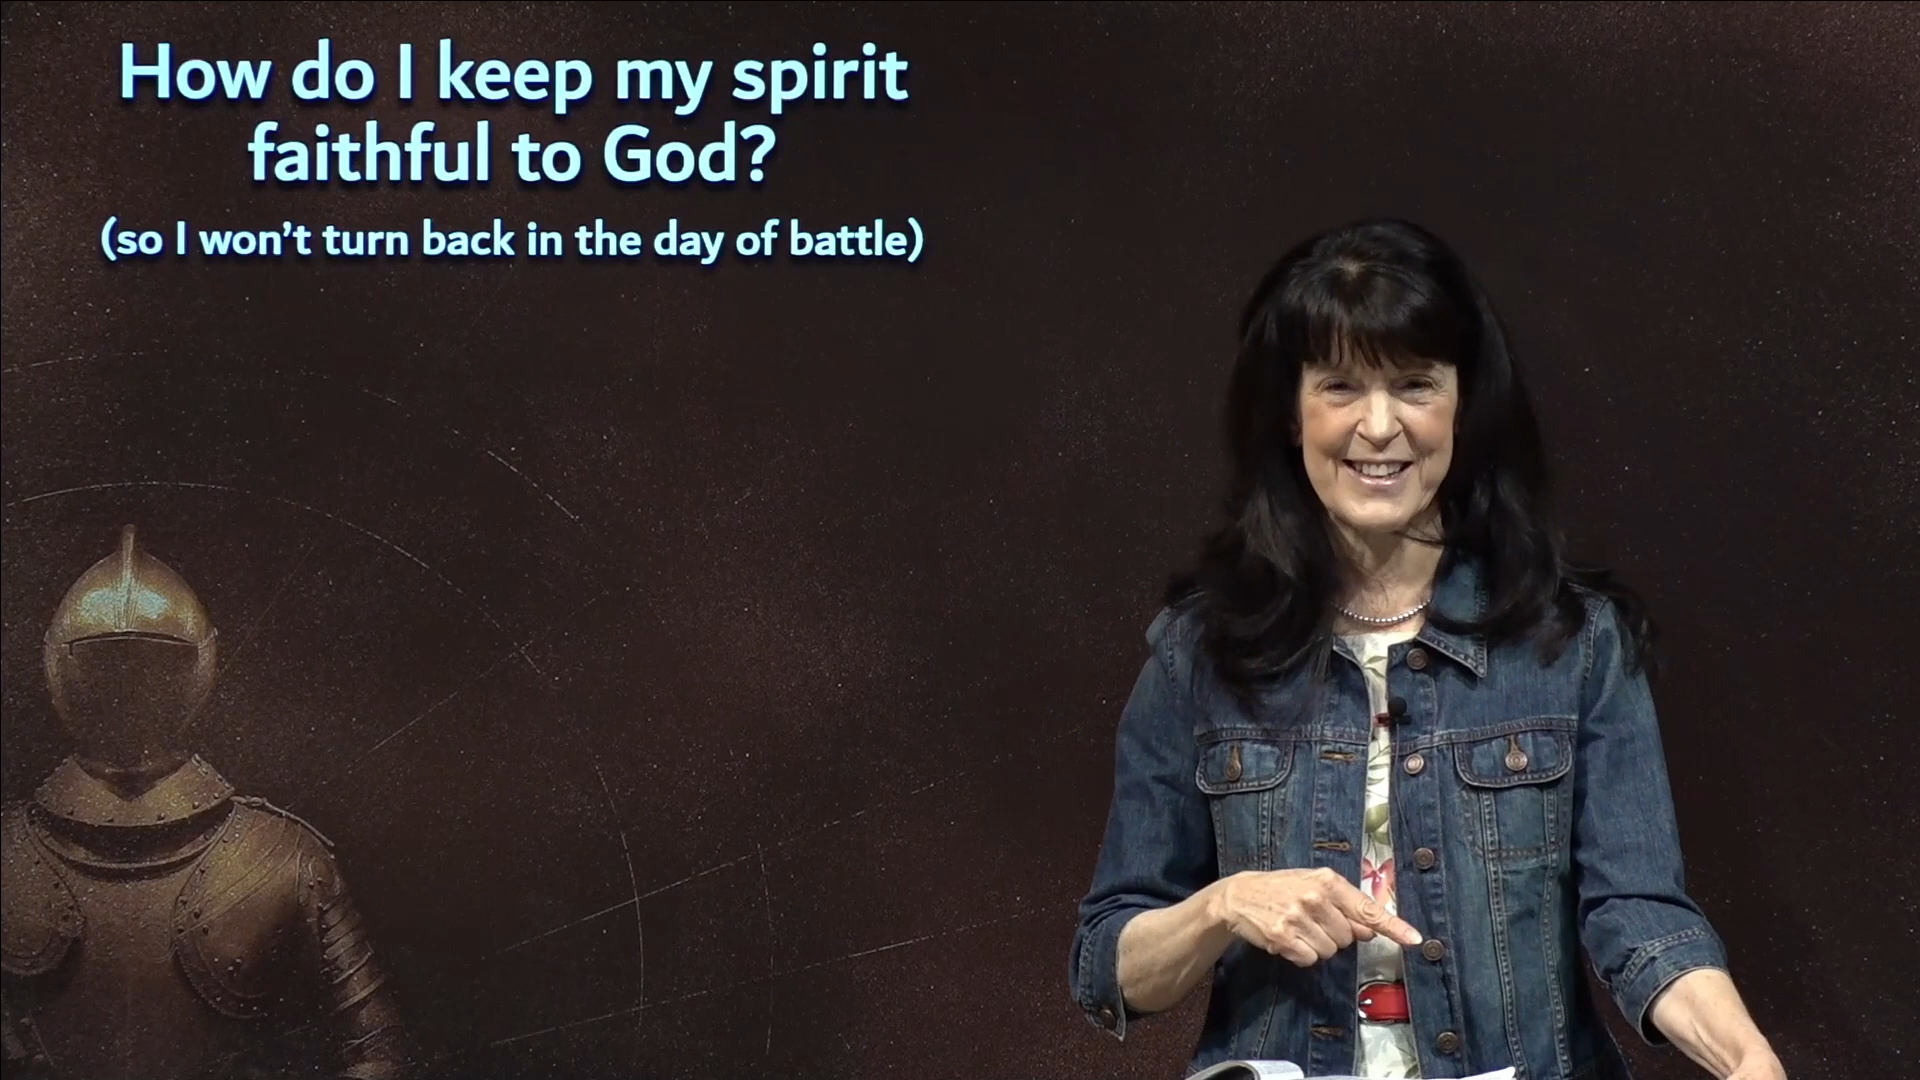 How do I keep my spirit
faithful to God?
(so I won't turn back in the day of battle)